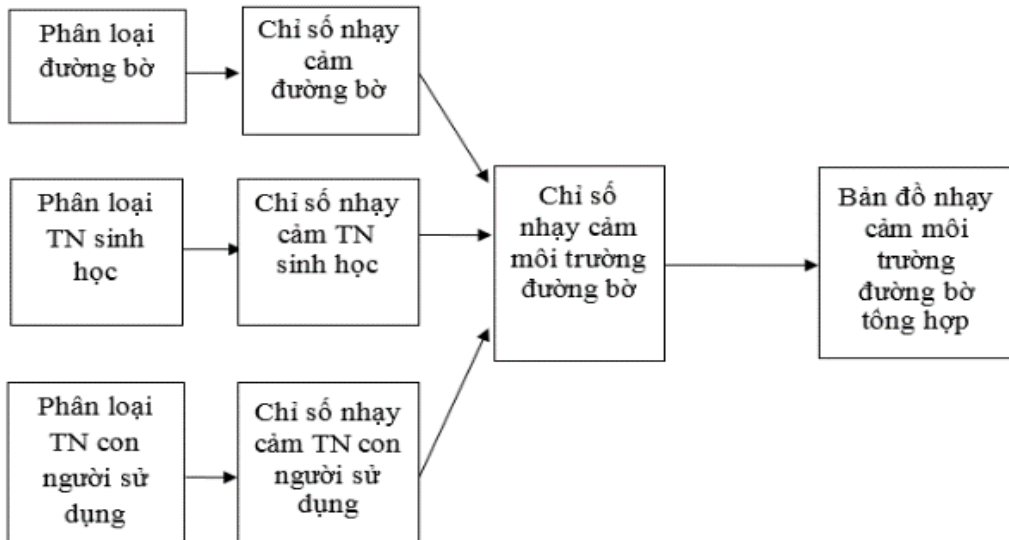 Phân loại
đường bờ
Chỉ số nhạy
cảm
đường bờ
Phân loại
TN sinh
học
Chỉ số nhạy
cảm TN
sinh học
Phân loại
TN con
người sử
dụng
Chỉ số nhạy
cảm TN con
người sử
dụng
Chỉ số
nhạy cảm
môi trường
đường bờ
Bản đồ nhạy
cảm môi
trường
đường bờ
tông hợp